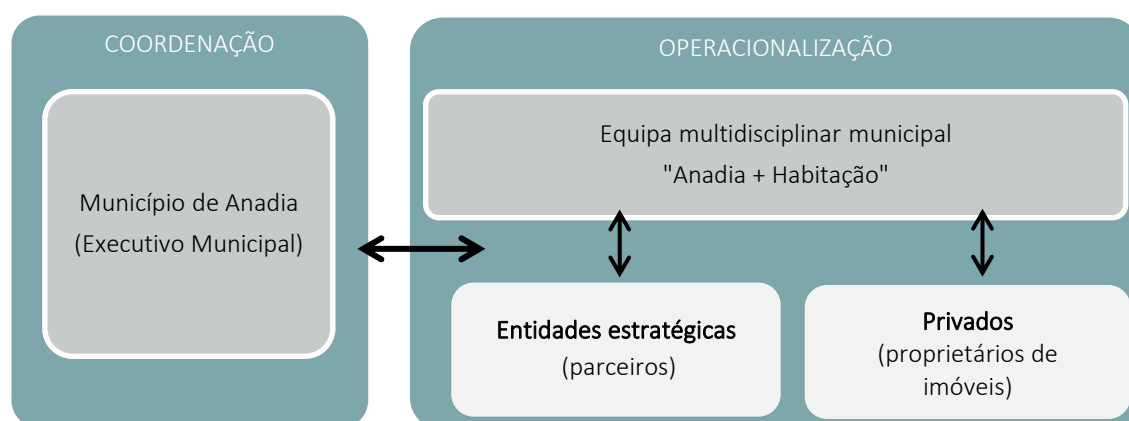 COORDENAÇÃO
Município de Anadia
(Executivo Municipal)
OPERACIONALIZAÇÃO
Equipa multidisciplinar municipal
"Anadia + Habitação"
Entidades estratégicas
(parceiros)
Privados
(proprietários de
imóveis)